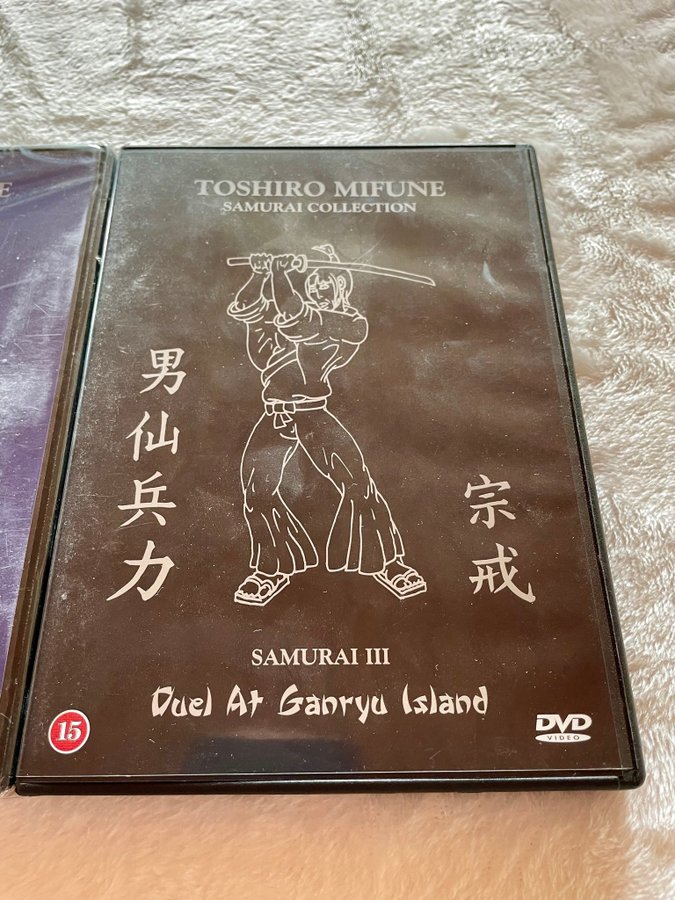 E
TOSHIRO MIFUNE
SAMURAI COLLECTION
男仙兵力
宗戒
SAMURAI III
Duel At Ganryu Island
15
DVD
VIDEO